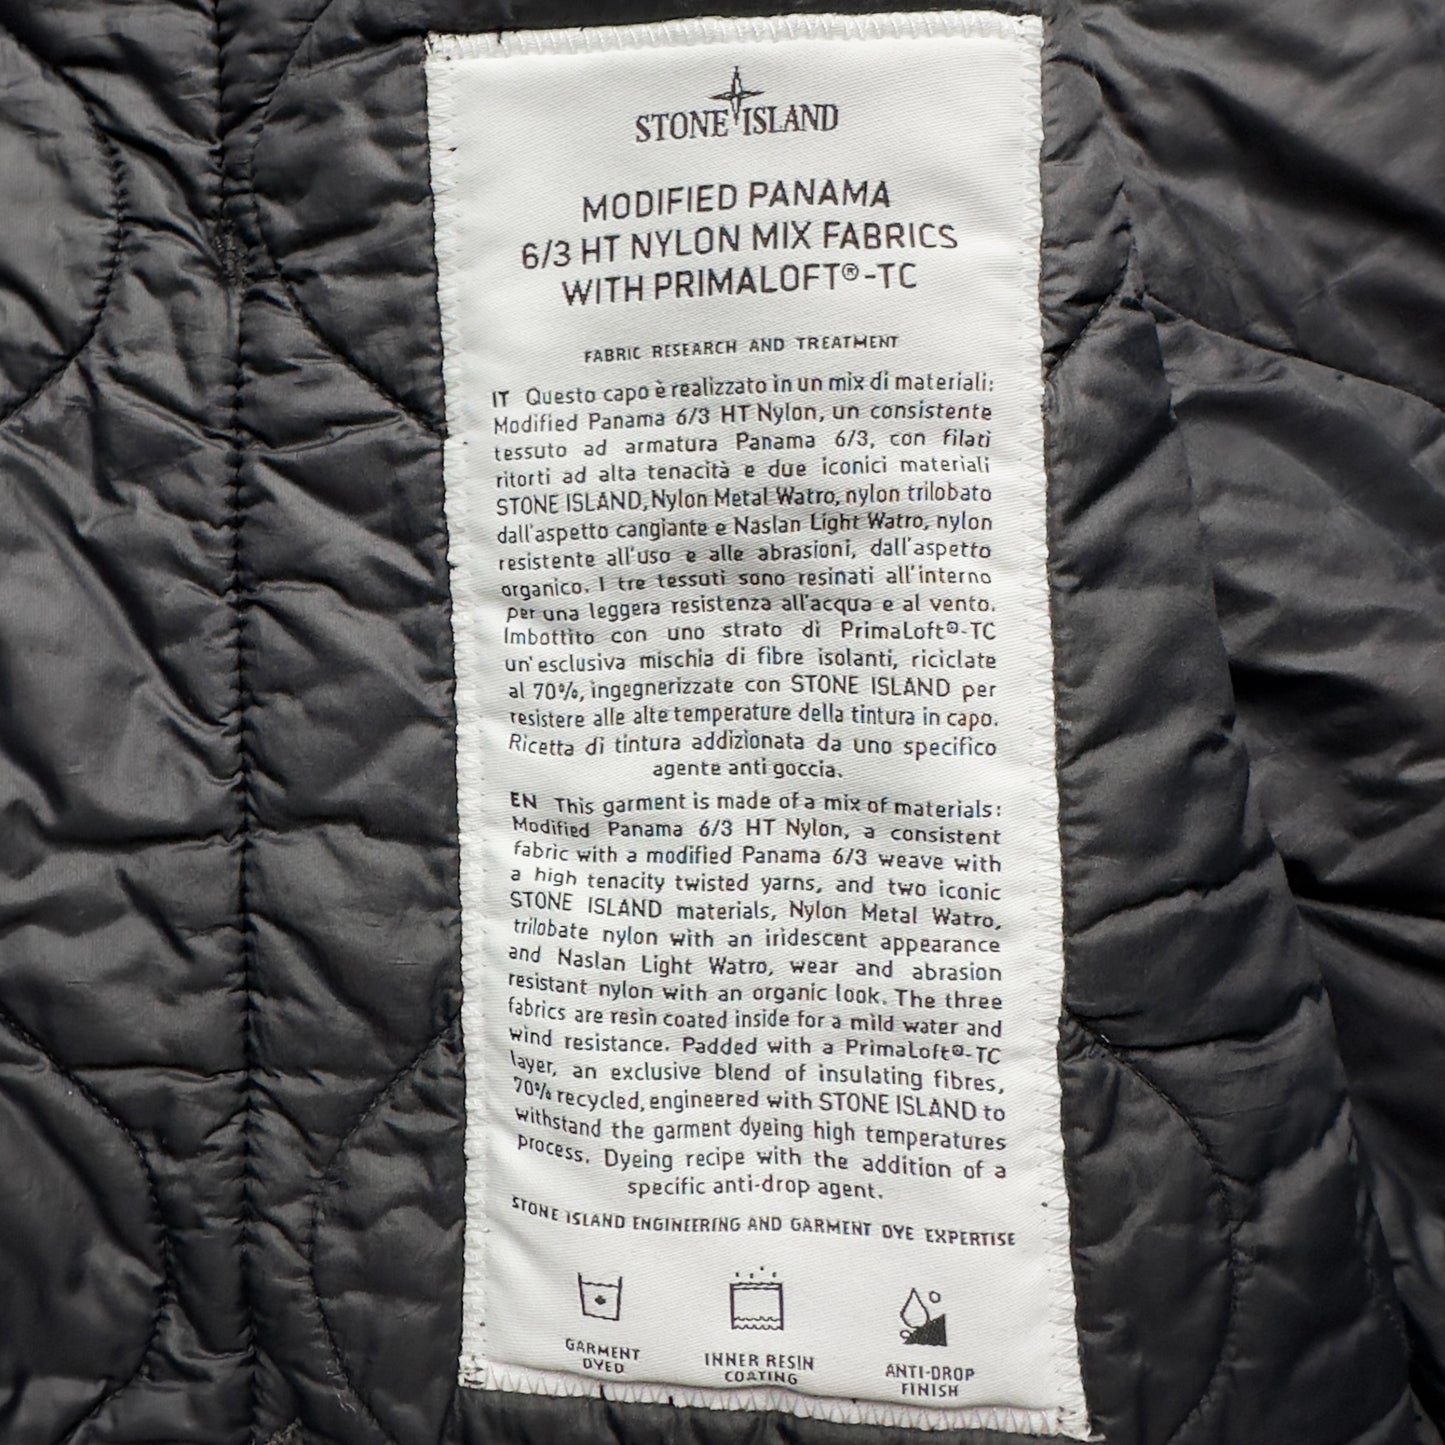 STONE ISLAND
MODIFIED PANAMA
6/3 HT NYLON MIX FABRICS
WITH PRIMALOFT®-TC
FABRIC RESEARCH AND TREATMENT
IT Questo capo è realizzato in un mix di materiali:
Modified Panama 6/3 HT Nylon, un consistente
tessuto ad armatura Panama 6/3, con filati
ritorti ad alta tenacità e due iconici materiali
STONE ISLAND, Nylon Metal Watro, nylon trilobato
dall'aspetto cangiante e Naslan Light Watro, nylon
resistente all'uso e alle abrasioni, dall'aspetto
organico. I tre tessuti sono resinati all'interno
per una leggera resistenza all'acqua e al vento.
Imbottito con uno strato di PrimaLoft®-TC
un'esclusiva mischia di fibre isolanti, riciclate
al 70%, ingegnerizzate con STONE ISLAND per
resistere alle alte temperature della tintura in capo.
Ricetta di tintura addizionata da uno specifico
agente anti goccia.
EN This garment is made of a mix of materials:
Modified Panama 6/3 HT Nylon, a consistent
fabric with a modified Panama 6/3 weave with
a high tenacity twisted yarns, and two iconic
STONE ISLAND materials, Nylon Metal Watro,
trilobate nylon with an iridescent appearance
and Naslan Light Watro, wear and abrasion
resistant nylon with an organic look. The three
fabrics are resin coated inside for a mild water and
wind resistance. Padded with a PrimaLoft®-TC
layer, an exclusive blend of insulating fibres,
70% recycled, engineered with STONE ISLAND to
withstand the garment dyeing high temperatures
process. Dyeing recipe with the addition of a
specific anti-drop agent.
STONE ISLAND ENGINEERING AND GARMENT DYE EXPERTISE
GARMENT
DYED
INNER RESIN
COATING
ANTI-DROP
FINISH